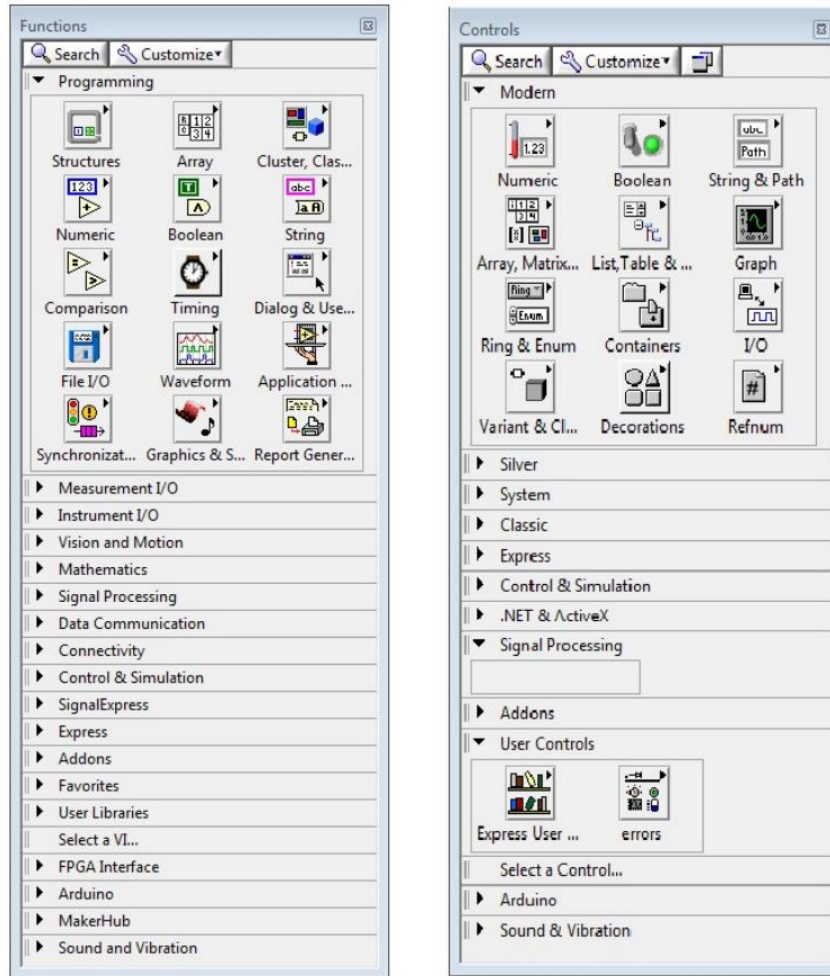 Functions
Search Customize
Programming
Structures Array Cluster, Clas...
Numeric Boolean String
Comparison Timing Dialog & Use...
File I/O Waveform Application ...
Synchronizat... Graphics & S... Report Gener...
Measurement I/O
Instrument I/O
Vision and Motion
Mathematics
Signal Processing
Data Communication
Connectivity
Control & Simulation
SignalExpress
Express
Addons
Favorites
User Libraries
Select a VI...
FPGA Interface
Arduino
MakerHub
Sound and Vibration
Controls
Search Customize
Modern
Numeric Boolean String & Path
Array, Matrix... List, Table & ... Graph
Ring & Enum Containers I/O
Variant & Cl... Decorations Refnum
Silver
System
Classic
Express
Control & Simulation
.NET & ActiveX
Signal Processing
Addons
User Controls
Express User ... errors
Select a Control...
Arduino
Sound & Vibration